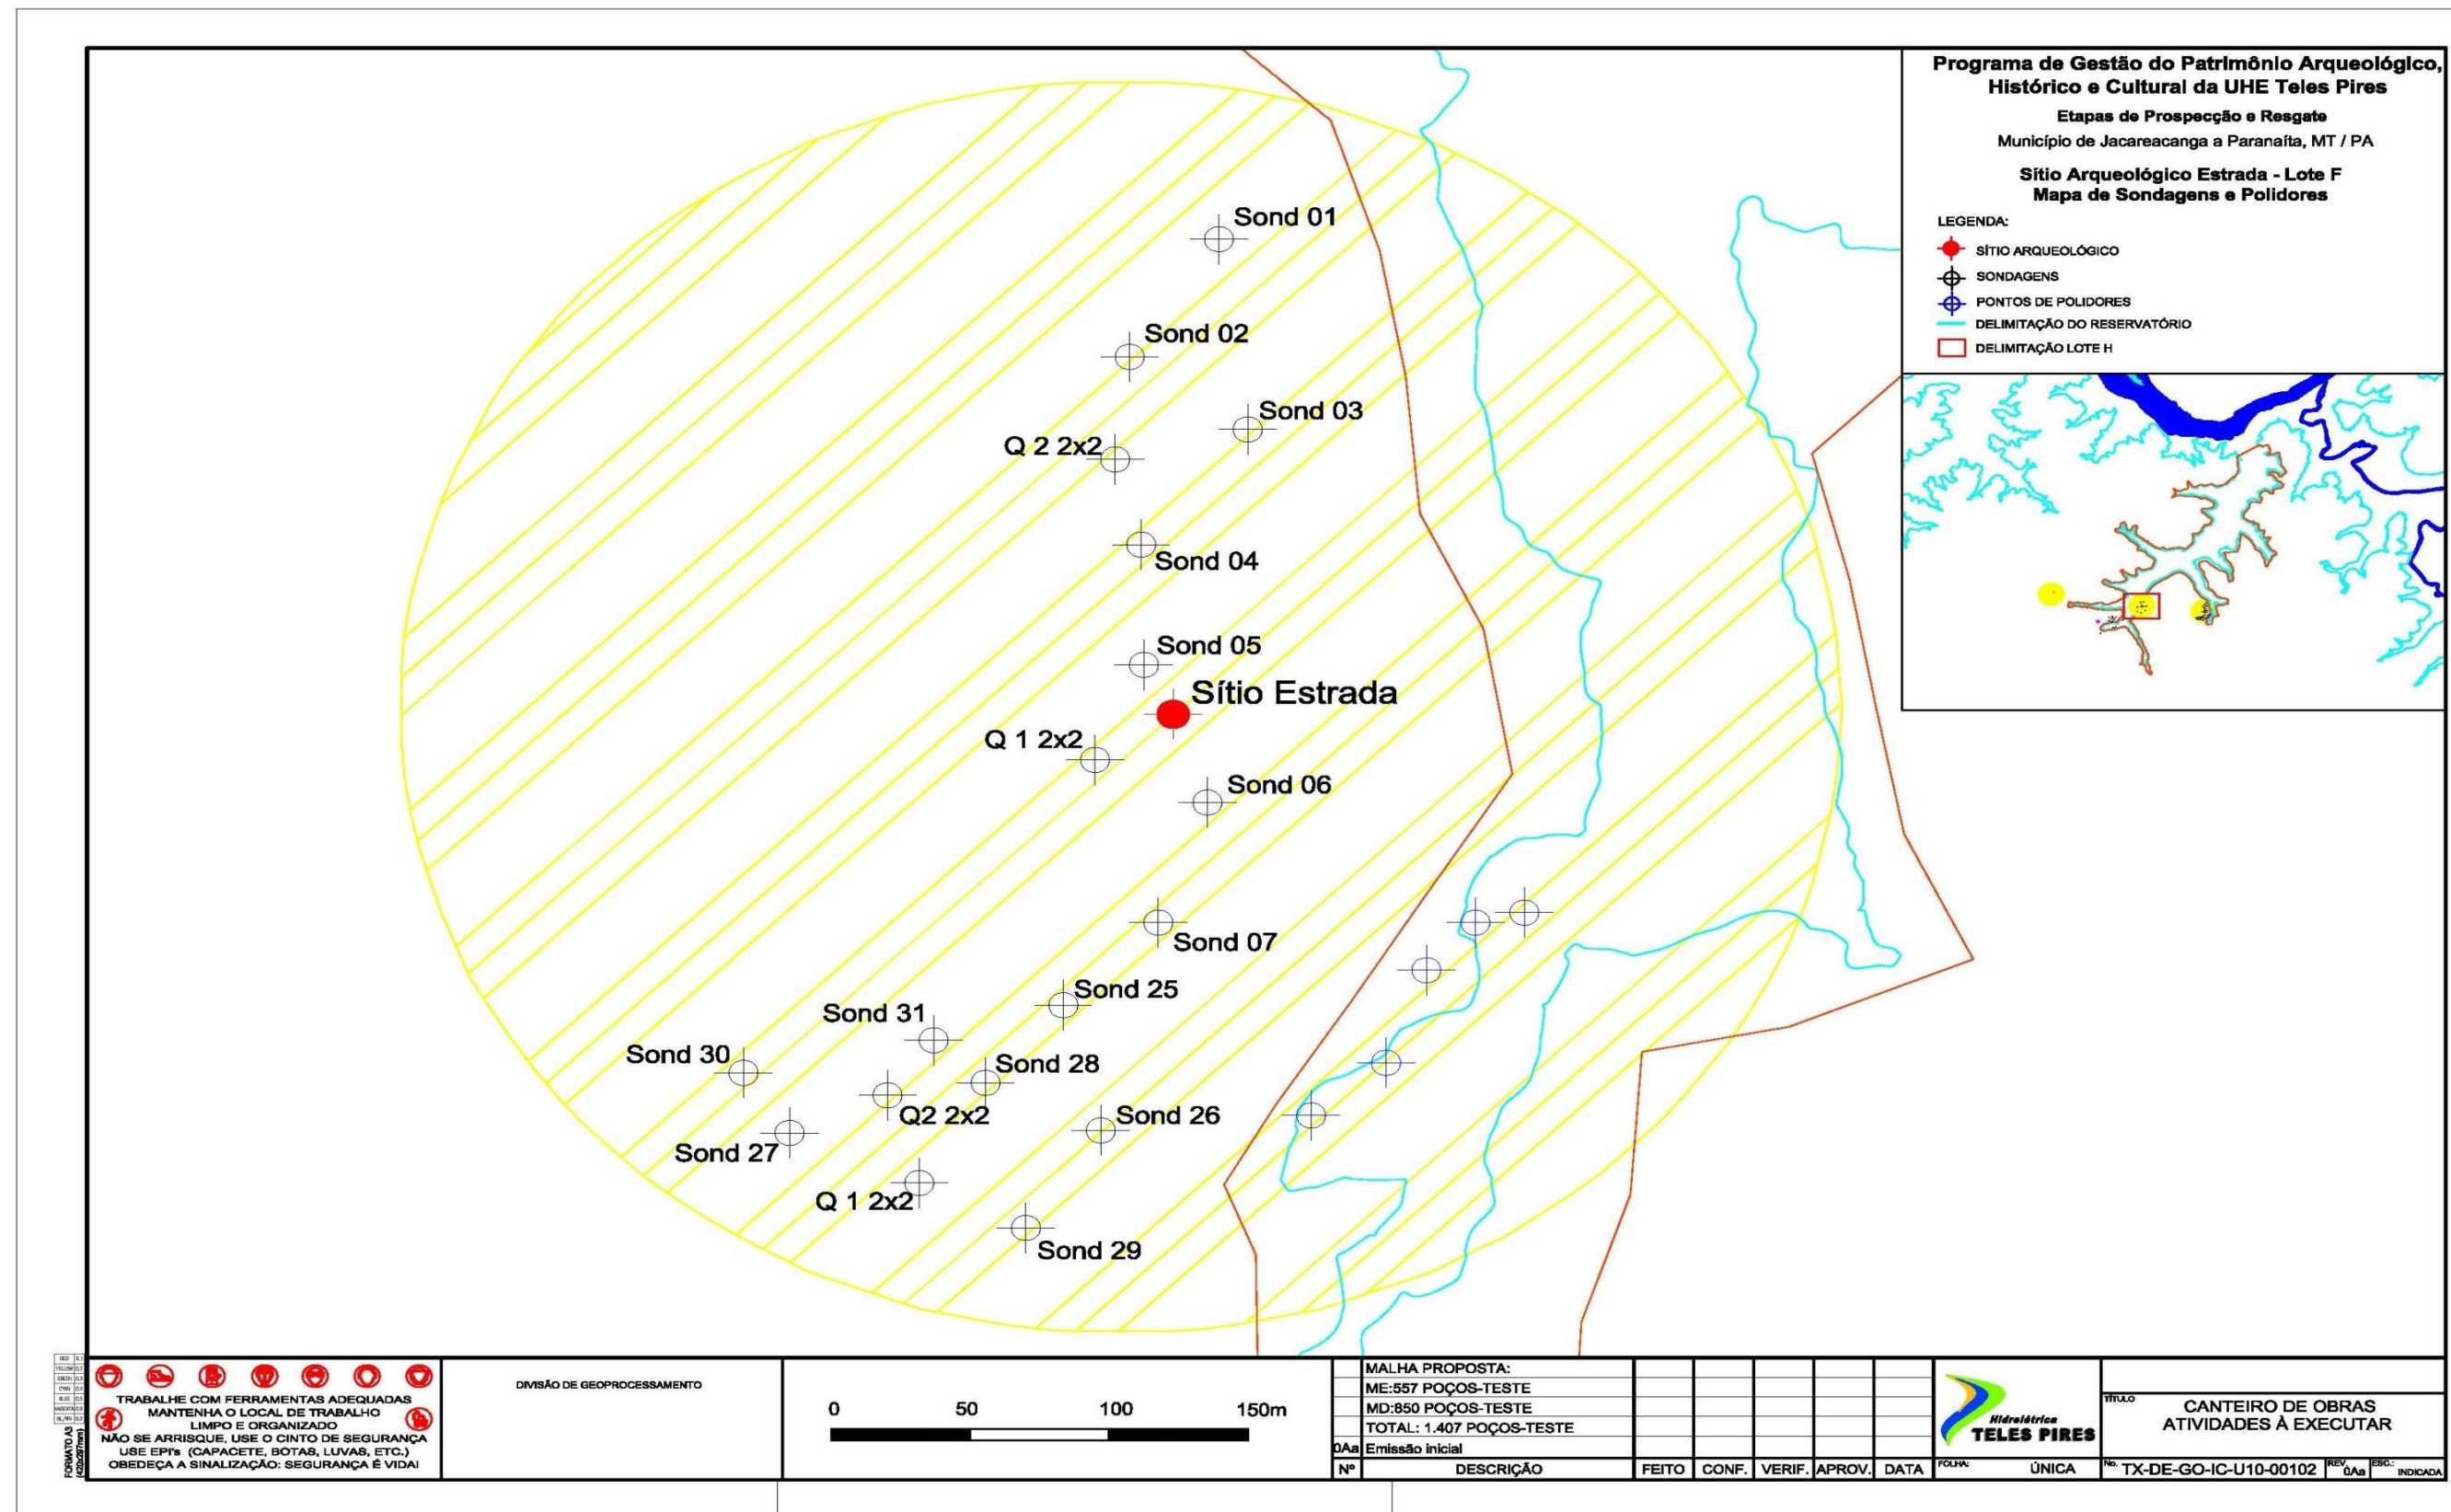 Programa de Gestão do Patrimônio Arqueológico,
Histórico e Cultural da UHE Teles Pires
Etapas de Prospecção e Resgate
Município de Jacareacanga a Paranaíta, MT / PA
Sítio Arqueológico Estrada - Lote F
Mapa de Sondagens e Polidores
LEGENDA:
SÍTIO ARQUEOLÓGICO
SONDAGENS
PONTOS DE POLIDORES
DELIMITAÇÃO DO RESERVATÓRIO
DELIMITAÇÃO LOTE H
Sond 01
Sond 02
Sond 03
Q 2 2x2
Sond 04
Sond 05
Sítio Estrada
Q 1 2x2
Sond 06
Sond 07
Sond 25
Sond 31
Sond 30
Sond 28
Q2 2x2
Sond 26
Sond 27
Q 1 2x2
Sond 29
FORMATO A3
(420x297mm)
TRABALHE COM FERRAMENTAS ADEQUADAS
MANTENHA O LOCAL DE TRABALHO
LIMPO E ORGANIZADO
NÃO SE ARRISQUE, USE O CINTO DE SEGURANÇA
USE EPI's (CAPACETE, BOTAS, LUVAS, ETC.)
OBEDEÇA A SINALIZAÇÃO: SEGURANÇA É VIDA!
DIVISÃO DE GEOPROCESSAMENTO
0 50 100 150m
MALHA PROPOSTA:
ME:557 POÇOS-TESTE
MD:850 POÇOS-TESTE
TOTAL: 1.407 POÇOS-TESTE
0Aa Emissão inicial
Nº DESCRIÇÃO FEITO CONF. VERIF. APROV. DATA
Hidrelétrica
TELES PIRES
FOLHA: ÚNICA
TÍTULO
CANTEIRO DE OBRAS
ATIVIDADES À EXECUTAR
No. TX-DE-GO-IC-U10-00102 REV. 0Aa ESC.: INDICADA